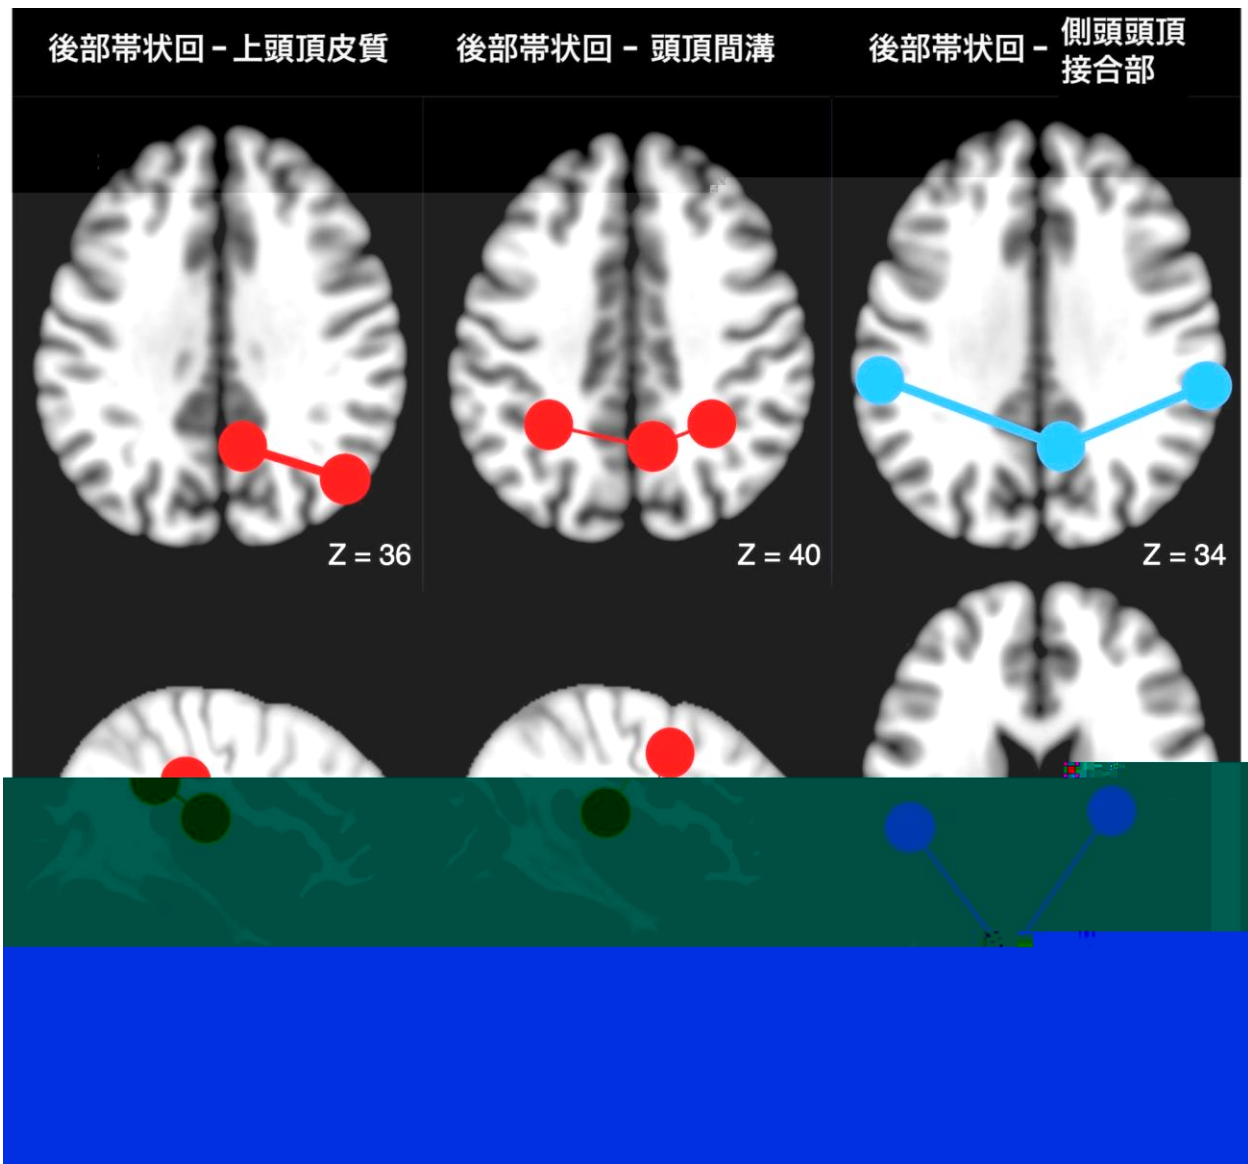 後部帯状回 - 上頭頂皮質
後部帯状回 - 頭頂間溝
後部帯状回 - 側頭頭頂
接合部
Z = 36
Z = 40
Z = 34